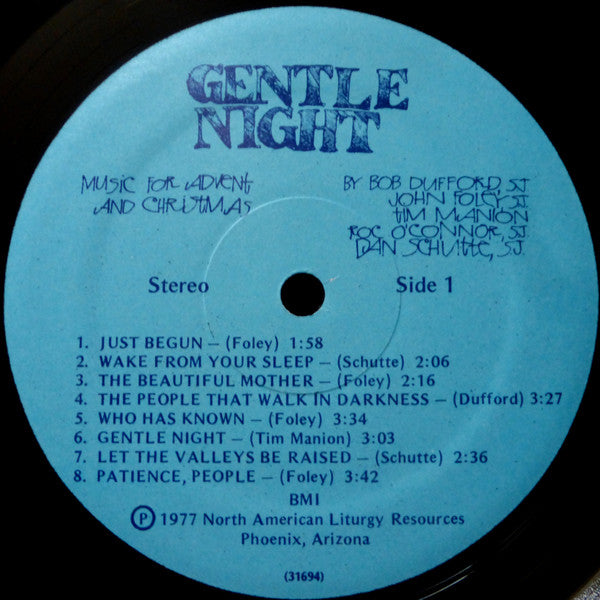 GENTLE
NIGHT
MUSIC FOR ADVENT
AND CHRISTMAS
BY BOB DUFFORD, SJ
JOHN FOLEY, SJ
TIM MANION
ROC O'CONNOR, SJ
DAN SCHUTTE, S.J.
Stereo
Side 1
1. JUST BEGUN — (Foley) 1:58
2. WAKE FROM YOUR SLEEP — (Schutte) 2:06
3. THE BEAUTIFUL MOTHER — (Foley) 2:16
4. THE PEOPLE THAT WALK IN DARKNESS — (Dufford) 3:27
5. WHO HAS KNOWN — (Foley) 3:34
6. GENTLE NIGHT — (Tim Manion) 3:03
7. LET THE VALLEYS BE RAISED — (Schutte) 2:36
8. PATIENCE, PEOPLE — (Foley) 3:42
BMI
Ⓟ 1977 North American Liturgy Resources
Phoenix, Arizona
(31694)